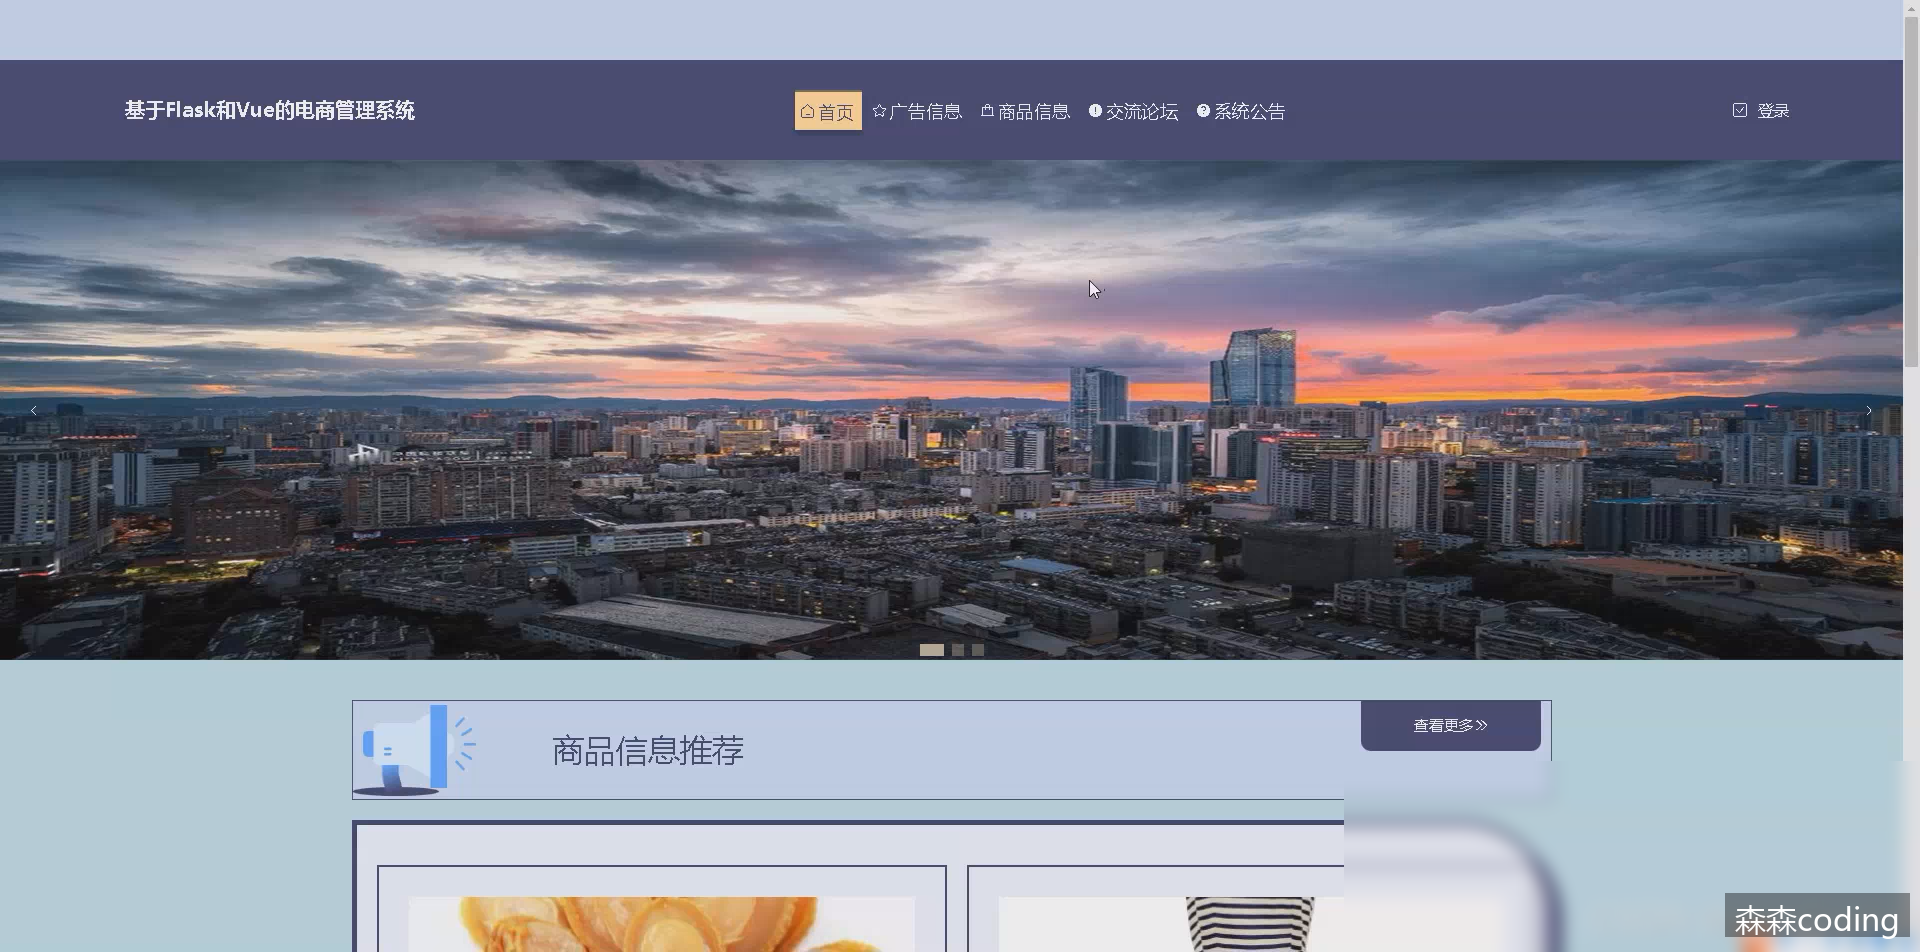 基于Flask和Vue的电商管理系统
首页
广告信息
商品信息
交流论坛
系统公告
登录
商品信息推荐
查看更多
森森coding